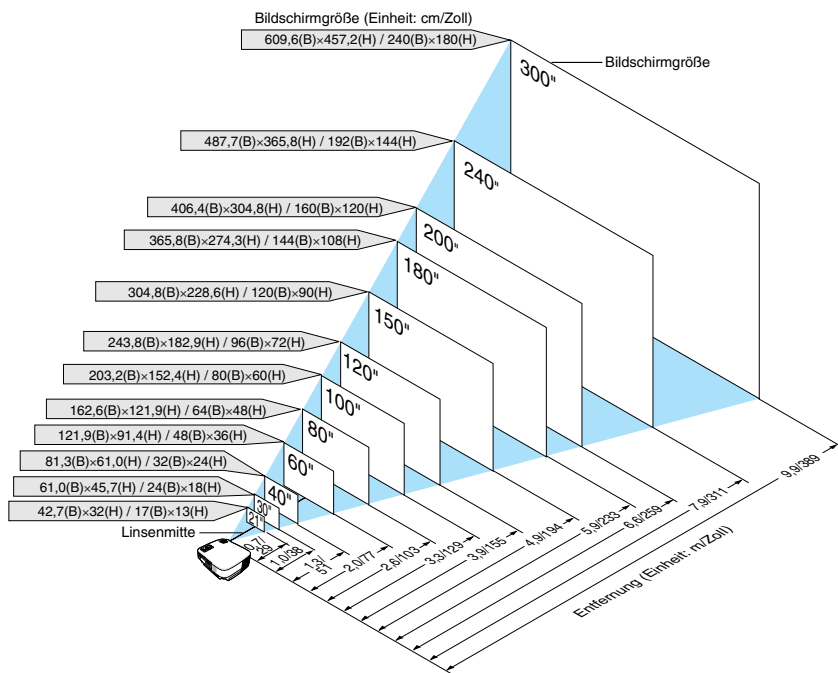 Bildschirmgröße (Einheit: cm/Zoll)
609,6(B)×457,2(H) / 240(B)×180(H)
Bildschirmgröße
300"
487,7(B)×365,8(H) / 192(B)×144(H)
240"
406,4(B)×304,8(H) / 160(B)×120(H)
200"
365,8(B)×274,3(H) / 144(B)×108(H)
180"
304,8(B)×228,6(H) / 120(B)×90(H)
150"
243,8(B)×182,9(H) / 96(B)×72(H)
120"
203,2(B)×152,4(H) / 80(B)×60(H)
100"
162,6(B)×121,9(H) / 64(B)×48(H)
80"
121,9(B)×91,4(H) / 48(B)×36(H)
60"
81,3(B)×61,0(H) / 32(B)×24(H)
40"
61,0(B)×45,7(H) / 24(B)×18(H)
30"
42,7(B)×32(H) / 17(B)×13(H)
21"
Linsenmitte
0,7/
29
1,0/38
1,3/
51
2,0/77
2,6/103
3,3/129
3,9/155
4,9/194
5,9/233
6,6/259
7,9/311
9,9/389
Entfernung (Einheit: m/Zoll)